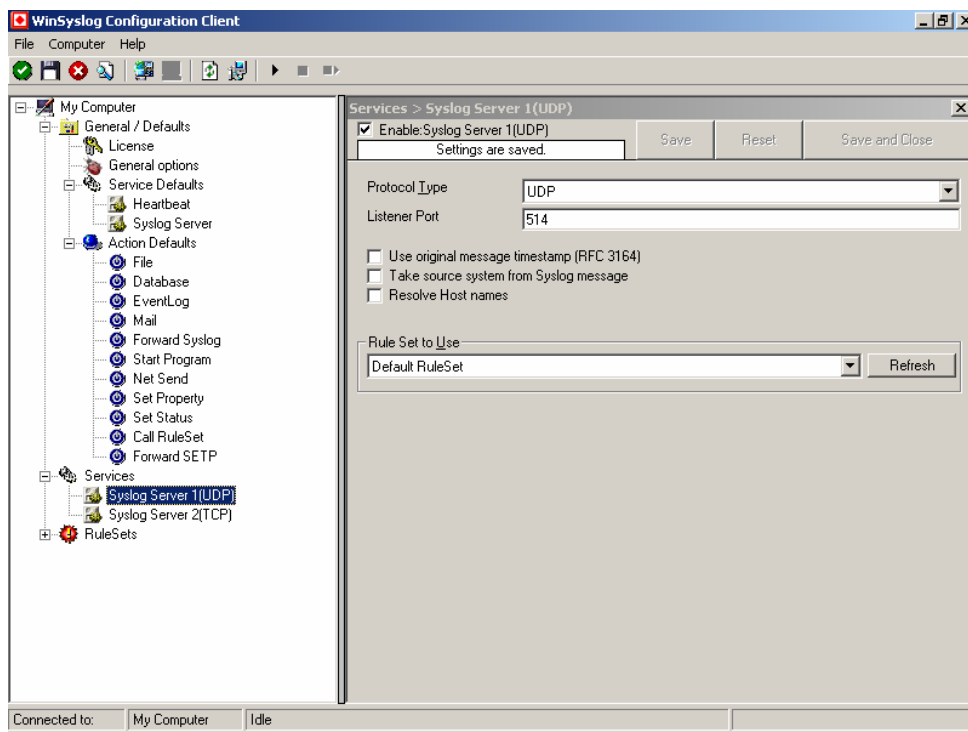 WinSyslog Configuration Client
File Computer Help
My Computer
General / Defaults
License
General options
Service Defaults
Heartbeat
Syslog Server
Action Defaults
File
Database
EventLog
Mail
Forward Syslog
Start Program
Net Send
Set Property
Set Status
Call RuleSet
Forward SETP
Services
Syslog Server 1(UDP)
Syslog Server 2(TCP)
RuleSets
Services > Syslog Server 1(UDP)
Enable:Syslog Server 1(UDP)
Settings are saved.
Save Reset Save and Close
Protocol Type UDP
Listener Port 514
Use original message timestamp (RFC 3164)
Take source system from Syslog message
Resolve Host names
Rule Set to Use
Default RuleSet Refresh
Connected to: My Computer Idle